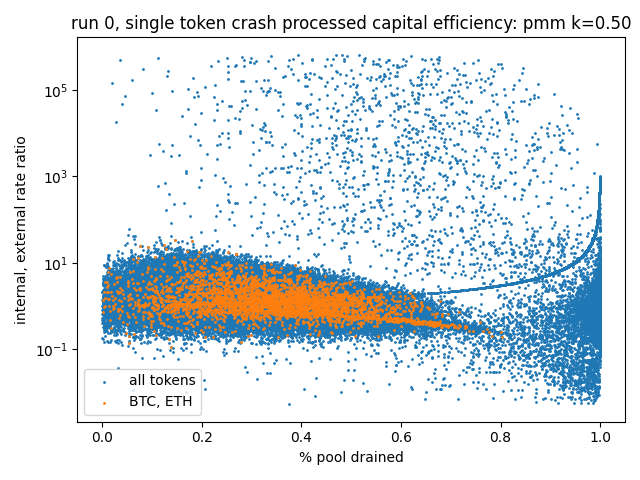 run 0, single token crash processed capital efficiency: pmm k=0.50
internal, external rate ratio
10^5
10^3
10^1
10^−1
all tokens
BTC, ETH
0.0 0.2 0.4 0.6 0.8 1.0
% pool drained